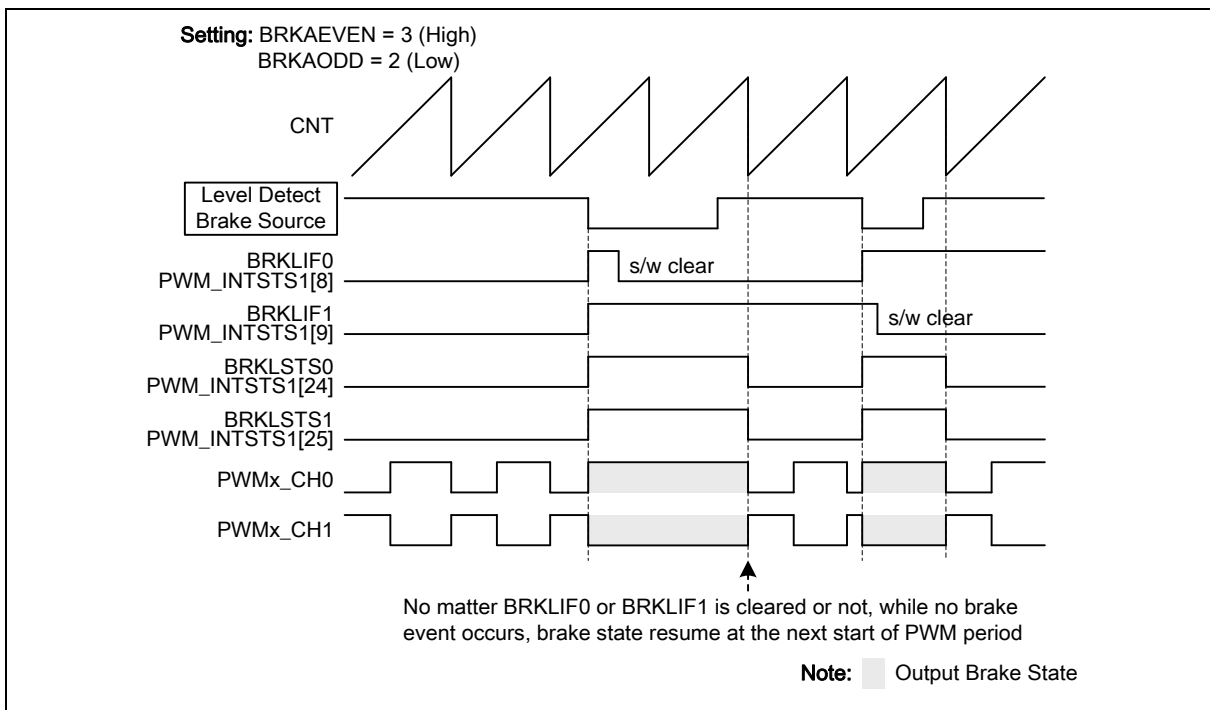 Setting: BRKAEVEN = 3 (High)
BRKAODD = 2 (Low)
CNT
Level Detect
Brake Source
BRKLIF0
PWM_INTSTS1[8]
s/w clear
BRKLIF1
PWM_INTSTS1[9]
s/w clear
BRKLSTS0
PWM_INTSTS1[24]
BRKLSTS1
PWM_INTSTS1[25]
PWMx_CH0
PWMx_CH1
No matter BRKLIF0 or BRKLIF1 is cleared or not, while no brake
event occurs, brake state resume at the next start of PWM period
Note: Output Brake State